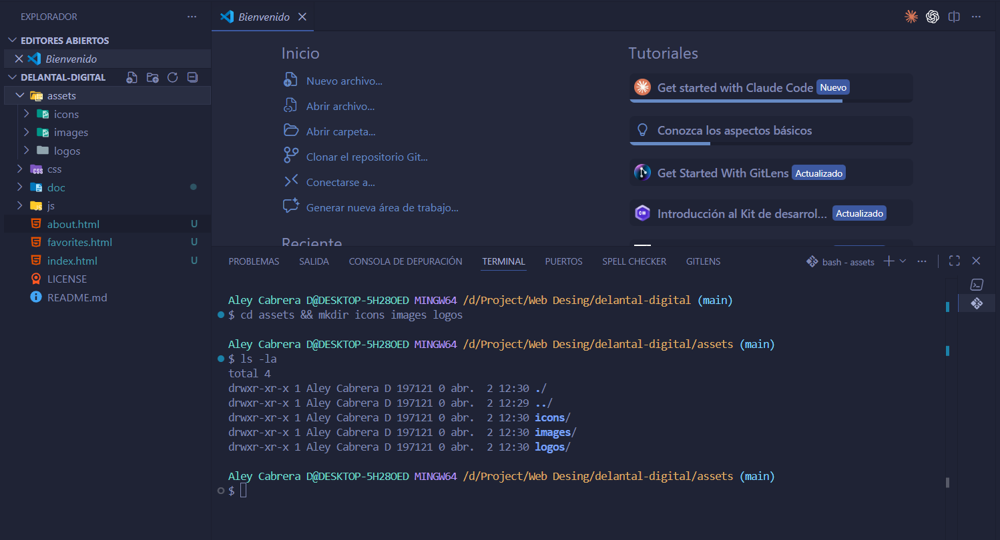 EXPLORADOR
EDITORES ABIERTOS
Bienvenido
DELANTAL-DIGITAL
assets
icons
images
logos
css
doc
js
about.html U
favorites.html U
index.html U
LICENSE
README.md
Bienvenido
Inicio
Nuevo archivo...
Abrir archivo...
Abrir carpeta...
Clonar el repositorio Git...
Conectarse a...
Generar nueva área de trabajo...
Reciente
Tutoriales
Get started with Claude Code Nuevo
Conozca los aspectos básicos
Get Started With GitLens Actualizado
Introducción al Kit de desarrol... Actualizado
PROBLEMAS SALIDA CONSOLA DE DEPURACIÓN TERMINAL PUERTOS SPELL CHECKER GITLENS
bash - assets
Aley Cabrera D@DESKTOP-5H28OED MINGW64 /d/Project/Web Desing/delantal-digital (main)
$ cd assets && mkdir icons images logos
Aley Cabrera D@DESKTOP-5H28OED MINGW64 /d/Project/Web Desing/delantal-digital/assets (main)
$ ls -la
total 4
drwxr-xr-x 1 Aley Cabrera D 197121 0 abr.  2 12:30 ./
drwxr-xr-x 1 Aley Cabrera D 197121 0 abr.  2 12:29 ../
drwxr-xr-x 1 Aley Cabrera D 197121 0 abr.  2 12:30 icons/
drwxr-xr-x 1 Aley Cabrera D 197121 0 abr.  2 12:30 images/
drwxr-xr-x 1 Aley Cabrera D 197121 0 abr.  2 12:30 logos/
Aley Cabrera D@DESKTOP-5H28OED MINGW64 /d/Project/Web Desing/delantal-digital/assets (main)
$